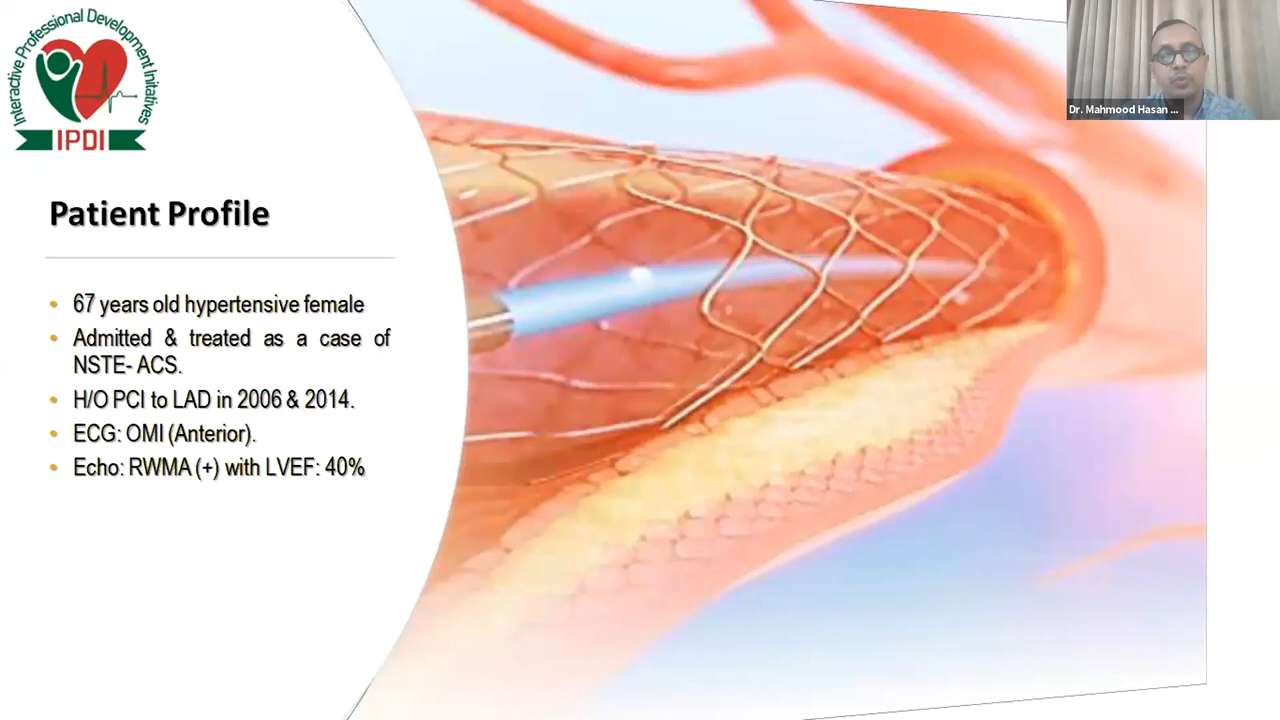 Interactive Professional Development Initiatives
IPDI
Dr. Mahmood Hasan ...
Patient Profile
• 67 years old hypertensive female
• Admitted & treated as a case of
NSTE- ACS.
• H/O PCI to LAD in 2006 & 2014.
• ECG: OMI (Anterior).
• Echo: RWMA (+) with LVEF: 40%